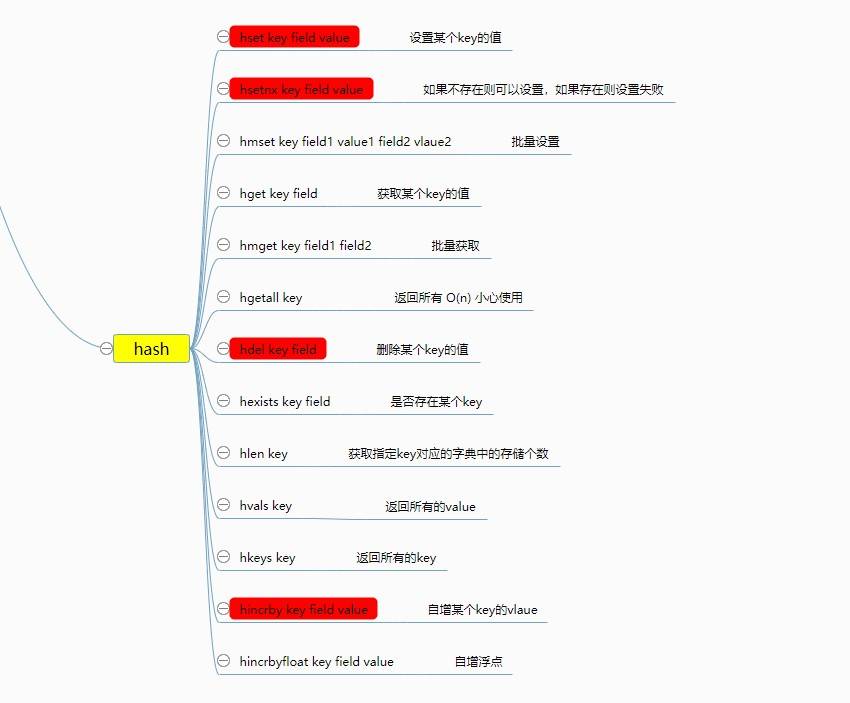 hset key field value 设置某个key的值
hsetnx key field value 如果不存在则可以设置，如果存在则设置失败
hmset key field1 value1 field2 vlaue2 批量设置
hget key field 获取某个key的值
hmget key field1 field2 批量获取
hgetall key 返回所有 O(n) 小心使用
hash
hdel key field 删除某个key的值
hexists key field 是否存在某个key
hlen key 获取指定key对应的字典中的存储个数
hvals key 返回所有的value
hkeys key 返回所有的key
hincrby key field value 自增某个key的vlaue
hincrbyfloat key field value 自增浮点